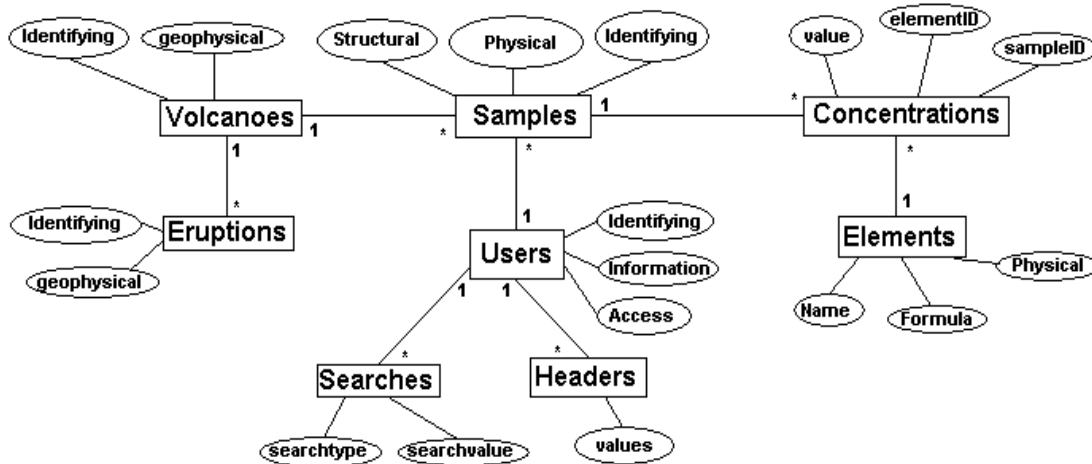 Identifying
geophysical
Structural
Physical
Identifying
value
elementID
sampleID
Volcanoes
1
*
Samples
1
*
Concentrations
1
*
*
1
*
1
1
Identifying
Eruptions
geophysical
Users
Identifying
Information
Access
Elements
Physical
Name
Formula
1
1
*
*
Searches
Headers
searchtype
searchvalue
values